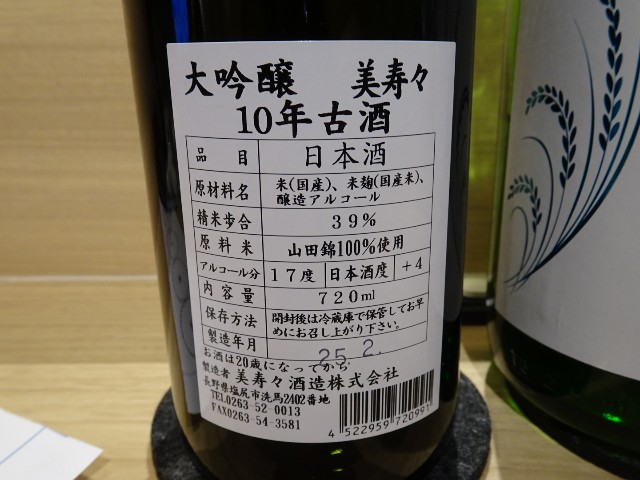 大吟醸 美寿々
10年古酒
品目 日本酒
原材料名 米(国産)、米麹(国産米)、
醸造アルコール
精米歩合 39%
原料米 山田錦100%使用
アルコール分 17度 日本酒度 +4
内容量 720ml
保存方法 開封後は冷蔵庫で保管してお早
めにお召し上がり下さい。
製造年月 25.2.
お酒は20歳になってから
製造者 美寿々酒造株式会社
長野県塩尻市洗馬2402番地
TEL0263-52-0013
FAX0263-54-3581
4 522959 720991